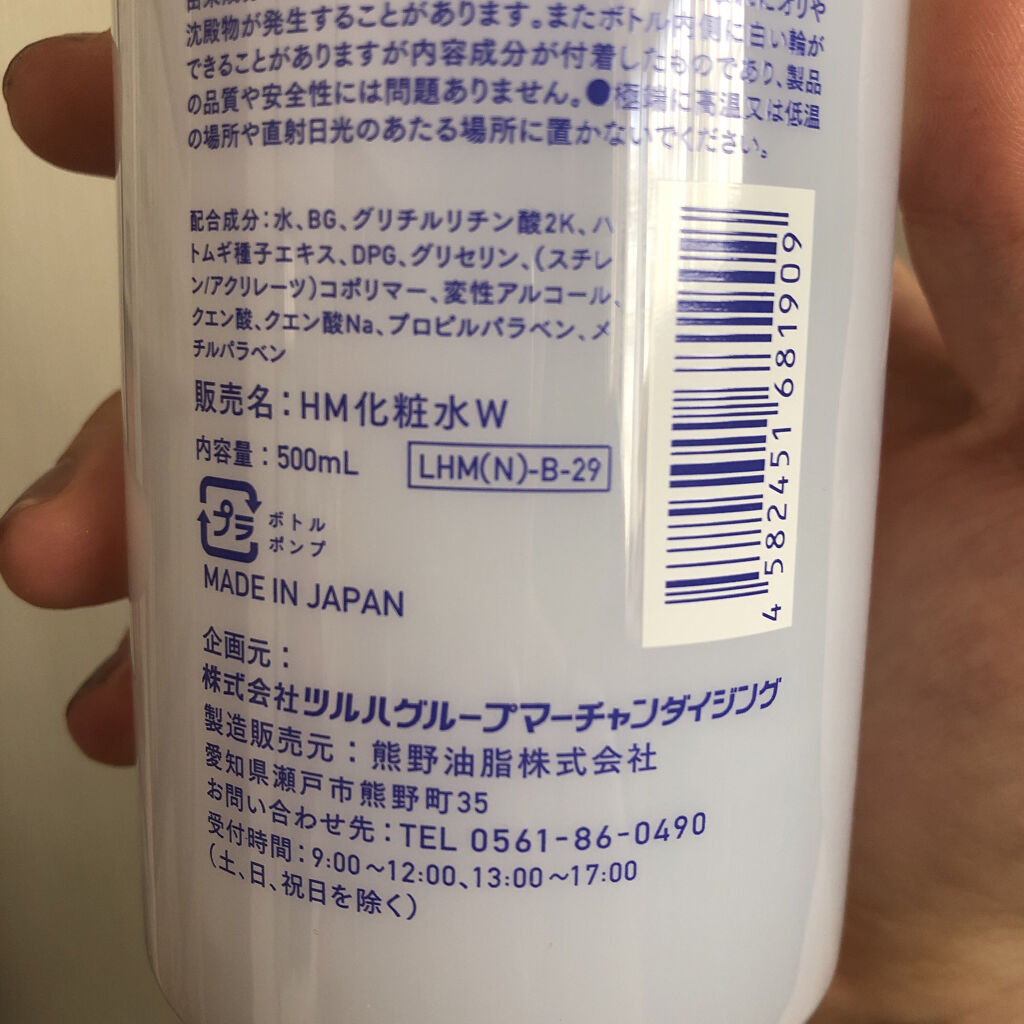 由来成分
にオリや
沈殿物が発生することがあります。またボトル内側に白い輪が
できることがありますが内容成分が付着したものであり、製品
の品質や安全性には問題ありません。●極端に高温又は低温
の場所や直射日光のあたる場所に置かないでください。
配合成分：水、BG、グリチルリチン酸2K、ハ
トムギ種子エキス、DPG、グリセリン、（スチレ
ン/アクリレーツ）コポリマー、変性アルコール、
クエン酸、クエン酸Na、プロピルパラベン、メ
チルパラベン
販売名：HM化粧水W
内容量：500mL
LHM(N)-B-29
プラ
ボトル
ポンプ
MADE IN JAPAN
企画元：
株式会社ツルハグループマーチャンダイジング
製造販売元：熊野油脂株式会社
愛知県瀬戸市熊野町35
お問い合わせ先：TEL 0561-86-0490
受付時間：9:00～12:00、13:00～17:00
（土、日、祝日を除く）
4 582451 681909